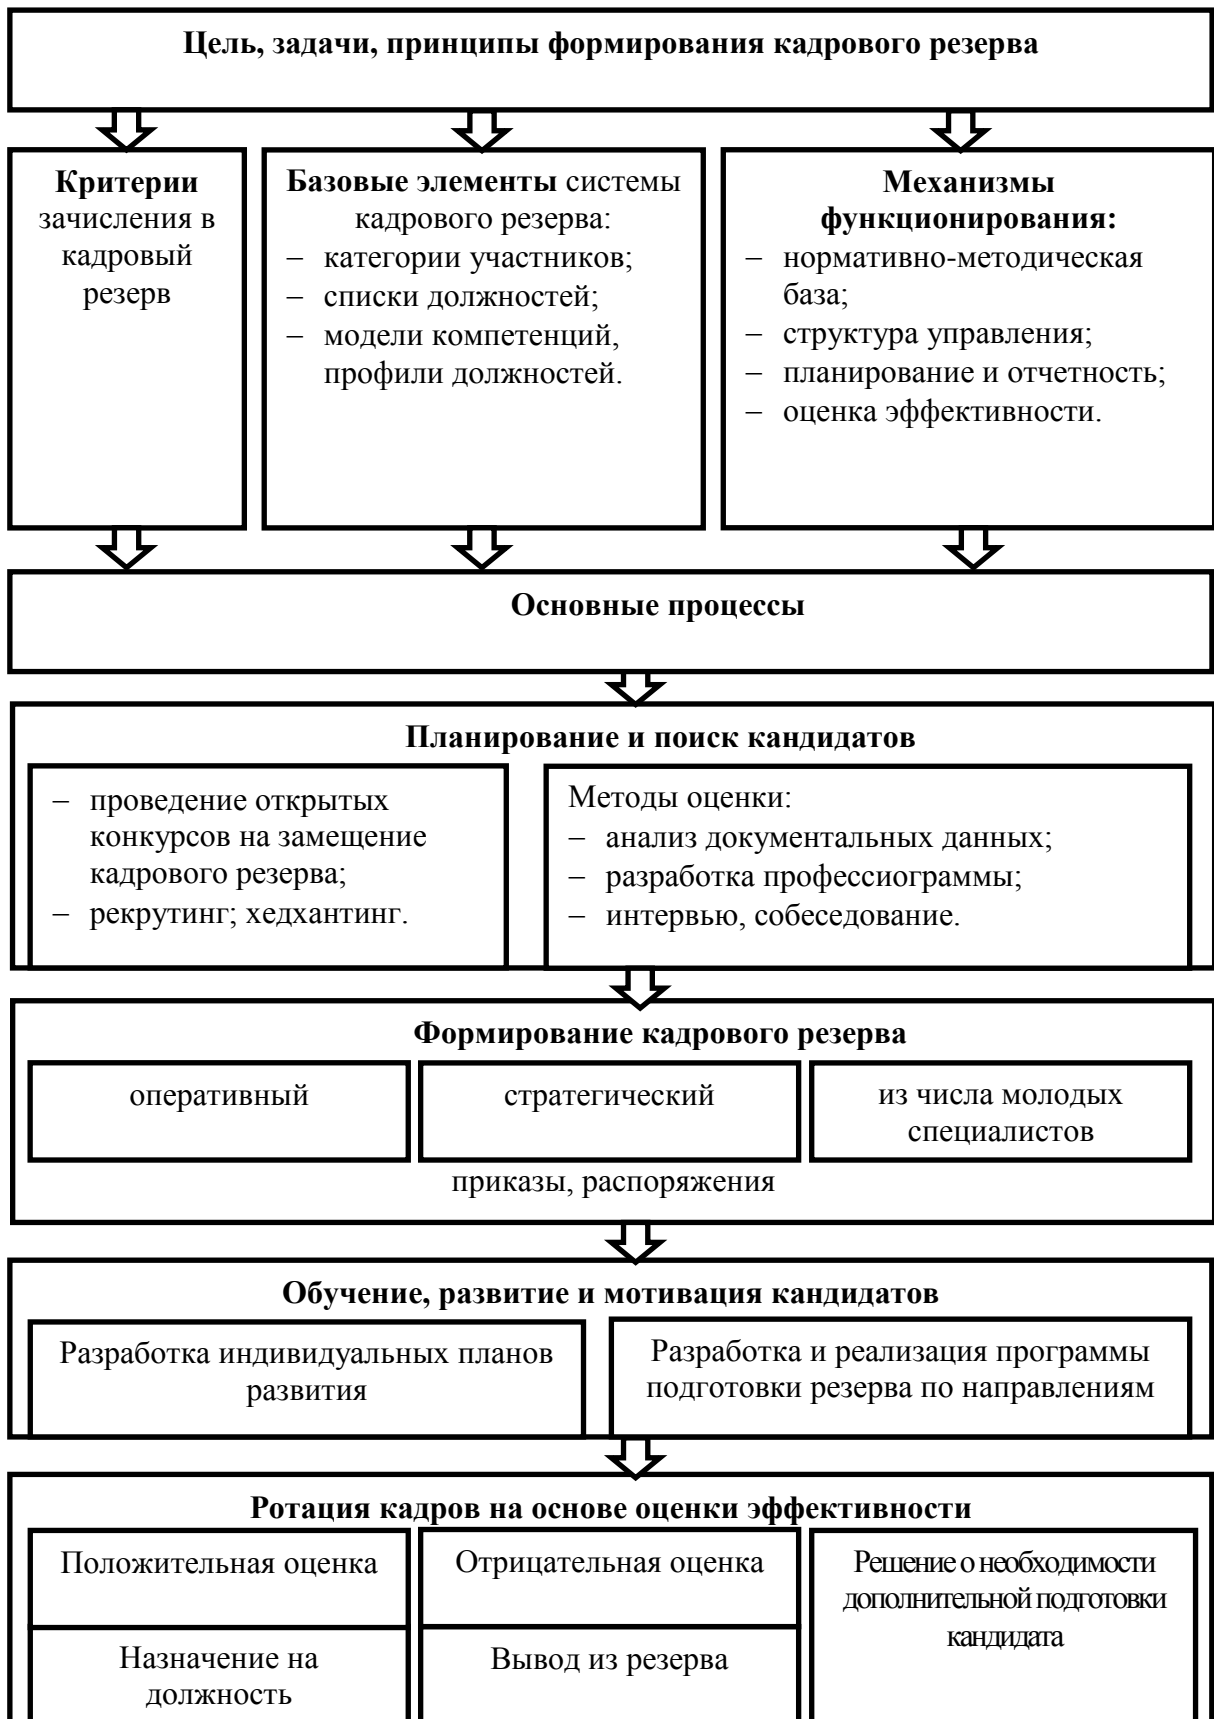 Цель, задачи, принципы формирования кадрового резерва
Критерии
зачисления в
кадровый
резерв
Базовые элементы системы
кадрового резерва:
– категории участников;
– списки должностей;
– модели компетенций,
профили должностей.
Механизмы
функционирования:
– нормативно-методическая
база;
– структура управления;
– планирование и отчетность;
– оценка эффективности.
Основные процессы
Планирование и поиск кандидатов
– проведение открытых
конкурсов на замещение
кадрового резерва;
– рекрутинг; хедхантинг.
Методы оценки:
– анализ документальных данных;
– разработка профессиограммы;
– интервью, собеседование.
Формирование кадрового резерва
оперативный
стратегический
из числа молодых
специалистов
приказы, распоряжения
Обучение, развитие и мотивация кандидатов
Разработка индивидуальных планов
развития
Разработка и реализация программы
подготовки резерва по направлениям
Ротация кадров на основе оценки эффективности
Положительная оценка
Назначение на
должность
Отрицательная оценка
Вывод из резерва
Решение о необходимости
дополнительной подготовки
кандидата